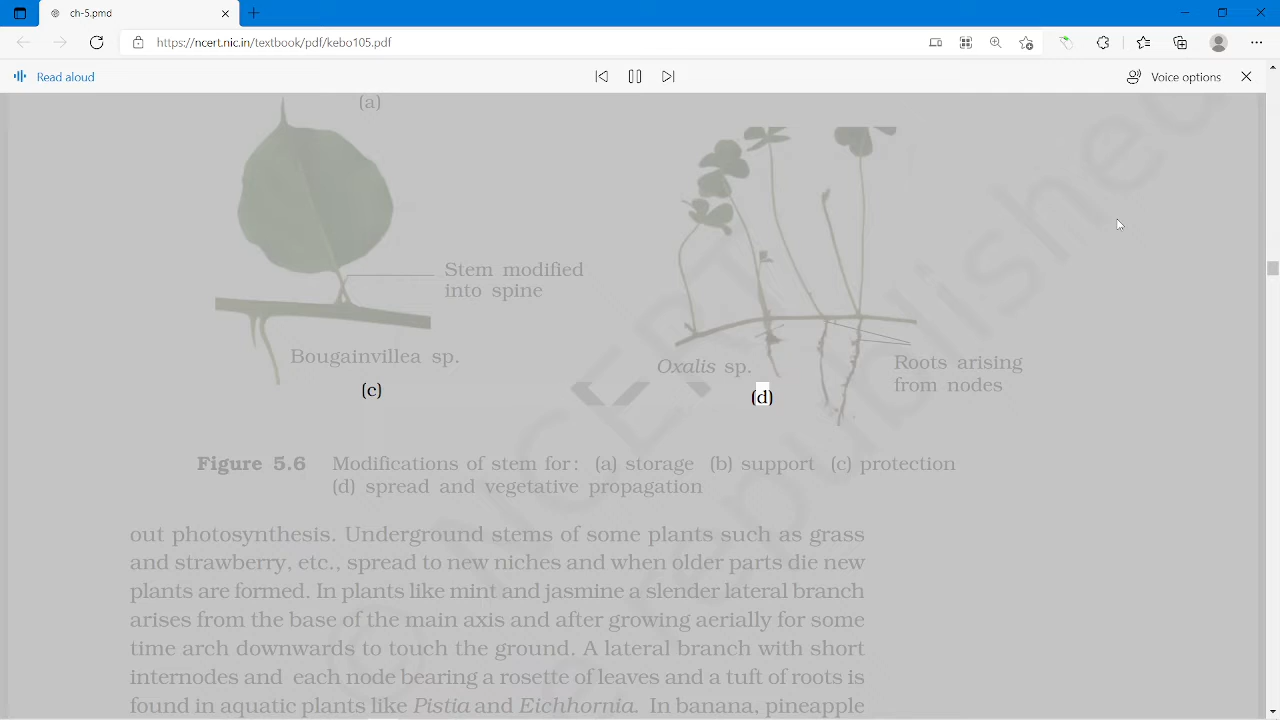 ch-5.pmd
https://ncert.nic.in/textbook/pdf/kebo105.pdf
Read aloud
Voice options
(a)
Stem modified
into spine
Bougainvillea sp.
(c)
Oxalis sp.
(d)
Roots arising
from nodes
Figure 5.6 Modifications of stem for: (a) storage (b) support (c) protection
(d) spread and vegetative propagation
out photosynthesis. Underground stems of some plants such as grass
and strawberry, etc., spread to new niches and when older parts die new
plants are formed. In plants like mint and jasmine a slender lateral branch
arises from the base of the main axis and after growing aerially for some
time arch downwards to touch the ground. A lateral branch with short
internodes and each node bearing a rosette of leaves and a tuft of roots is
found in aquatic plants like Pistia and Eichhornia. In banana, pineapple
© NCERT
republished